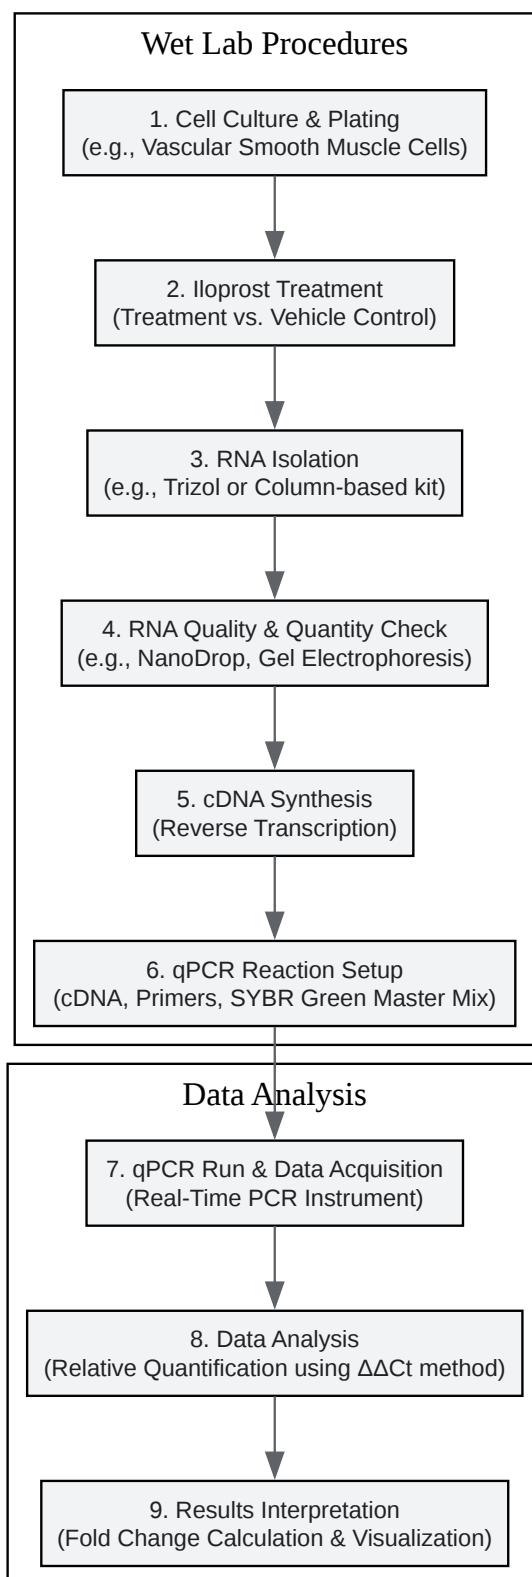 Wet Lab Procedures
1. Cell Culture & Plating
(e.g., Vascular Smooth Muscle Cells)
2. Iloprost Treatment
(Treatment vs. Vehicle Control)
3. RNA Isolation
(e.g., Trizol or Column-based kit)
4. RNA Quality & Quantity Check
(e.g., NanoDrop, Gel Electrophoresis)
5. cDNA Synthesis
(Reverse Transcription)
6. qPCR Reaction Setup
(cDNA, Primers, SYBR Green Master Mix)
Data Analysis
7. qPCR Run & Data Acquisition
(Real-Time PCR Instrument)
8. Data Analysis
(Relative Quantification using ΔΔCt method)
9. Results Interpretation
(Fold Change Calculation & Visualization)